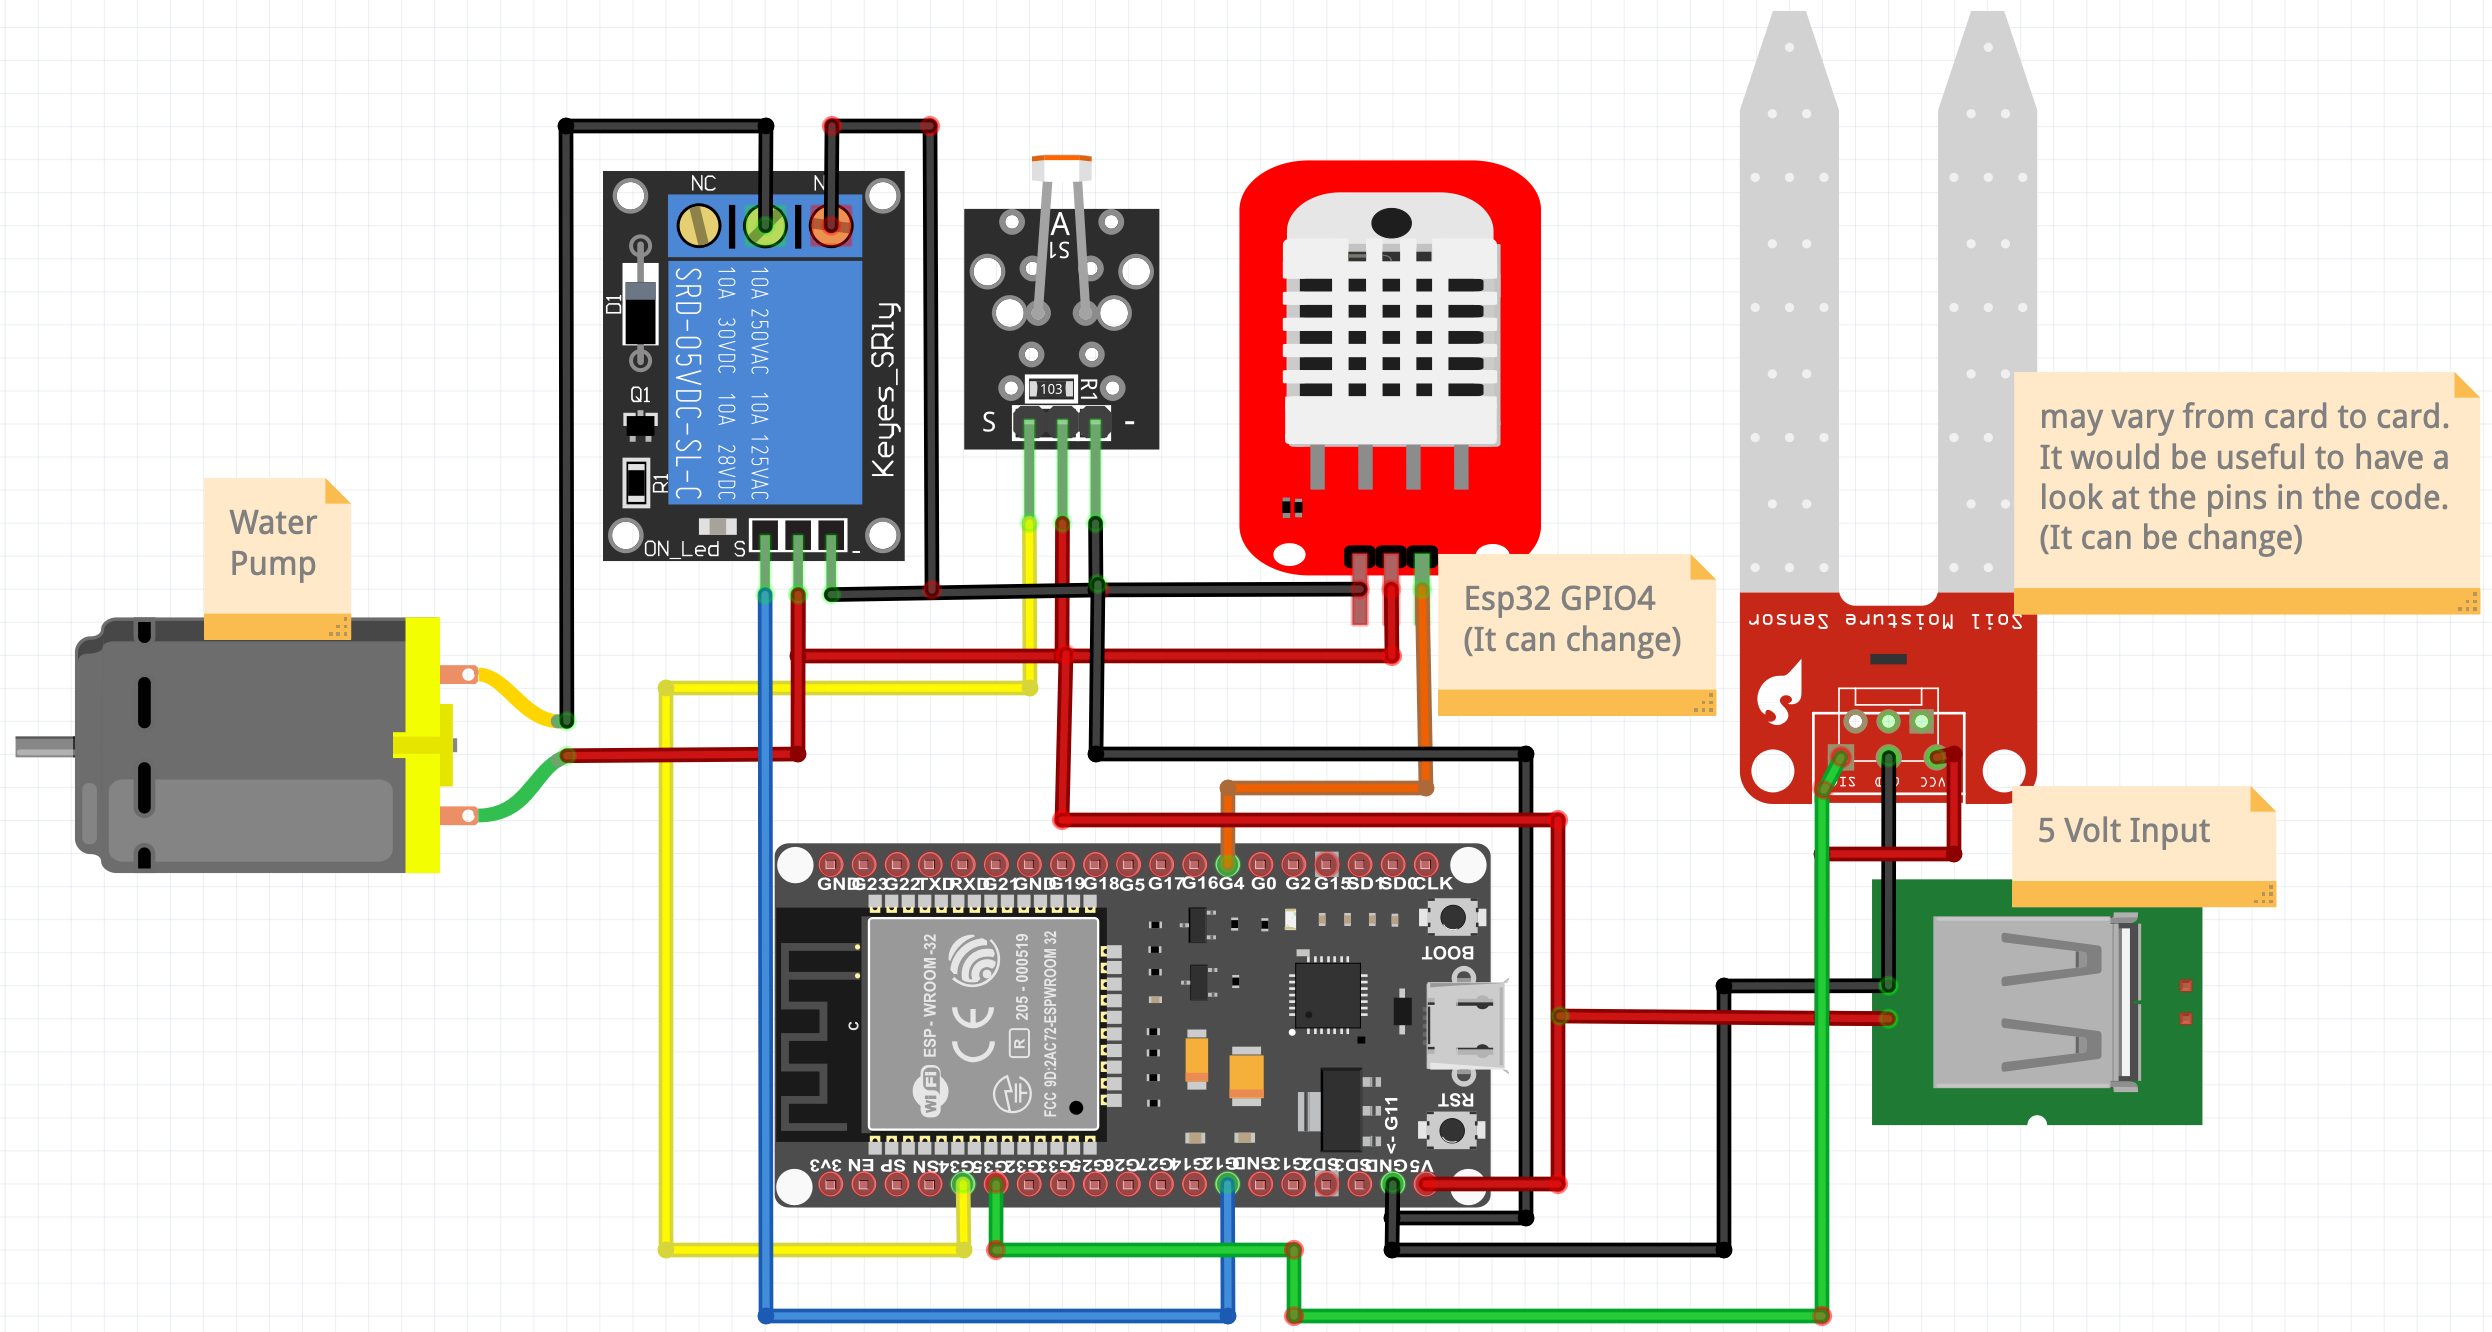 NC
N
D1
SRD-05VDC-SL-C
10A 30VDC 10A 28VDC
10A 250VAC 10A 125VAC
Keyes_SRly
Q1
R1
ON_Led S
-
A
S1
103
R1
S
-
Water
Pump
Esp32 GPIO4
(It can change)
may vary from card to card.
It would be useful to have a
look at the pins in the code.
(It can be change)
Soil Moisture Sensor
VCC
5 Volt Input
GND G23 G22 TXD RXD G21 GND G19 G18 G5 G17 G16 G4 G0 G2 G15 SD1 SD0 CLK
BOOT
RST
<- G11
C
WiFi
ESP - WROOM-32
CE
R
205 - 000519
FCC 9D:2AC72-ESPWROOM 32
3v3 EN SP SN G34 G35 G32 G33 G25 G26 G27 G14 G12 GND G13 SD2 SD3 GND V5